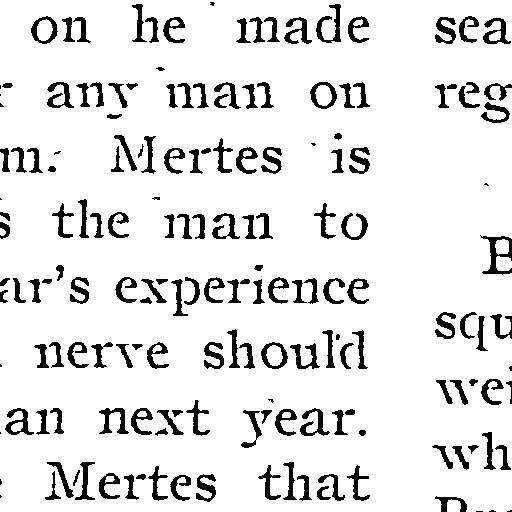 on he made
any man on
m. Mertes is
s the man to
ar's experience
nerve should
an next year.
Mertes that
sea
reg
B
squ
wei
wh